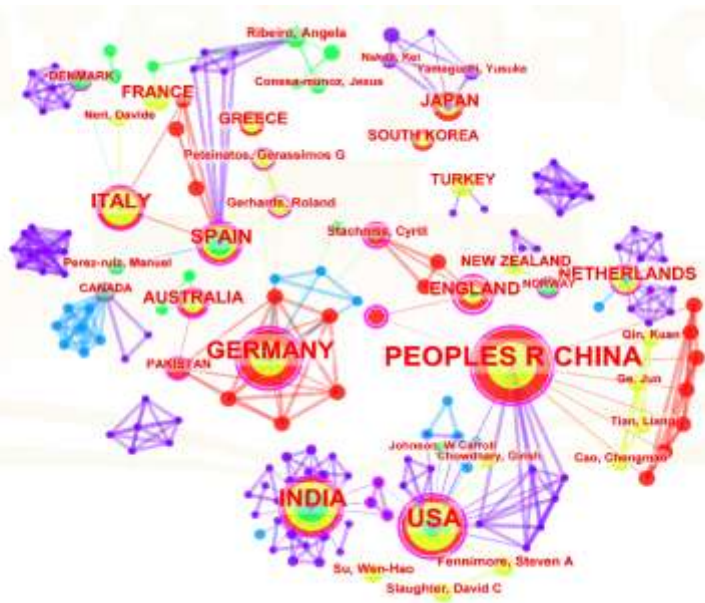 Ribeiro, Angela
Nakai, Kei
Yamaguchi, Yusuke
DENMARK
Conesa-munoz, Jesus
FRANCE
JAPAN
Neri, Davide
GREECE
SOUTH KOREA
Peteinatos, Gerassimos G
TURKEY
ITALY
Gerhards, Roland
SPAIN
Stachniss, Cyrill
Perez-ruiz, Manuel
NEW ZEALAND
CANADA
NORWAY
NETHERLANDS
AUSTRALIA
ENGLAND
Qin, Kuan
GERMANY
PEOPLES R CHINA
PAKISTAN
Ge, Jun
Tian, Liang
Johnson, W Carroll
Chowdhary, Girish
Cao, Chengmao
INDIA
USA
Su, Wen-Hao
Fennimore, Steven A
Slaughter, David C